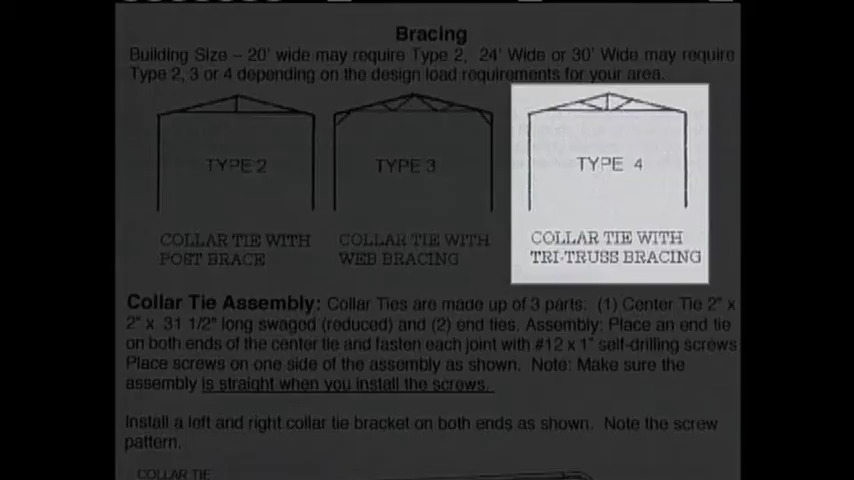 Bracing
Building Size – 20' wide may require Type 2, 24' Wide or 30' Wide may require
Type 2, 3 or 4 depending on the design load requirements for your area.
TYPE 2
TYPE 3
TYPE 4
COLLAR TIE WITH
POST BRACE
COLLAR TIE WITH
WEB BRACING
COLLAR TIE WITH
TRI-TRUSS BRACING
Collar Tie Assembly: Collar Ties are made up of 3 parts: (1) Center Tie 2" x
2" x 31 1/2" long swaged (reduced) and (2) end ties. Assembly: Place an end tie
on both ends of the center tie and fasten each joint with #12 x 1" self-drilling screws
Place screws on one side of the assembly as shown. Note: Make sure the
assembly is straight when you install the screws.
Install a left and right collar tie bracket on both ends as shown. Note the screw
pattern.
COLLAR TIE